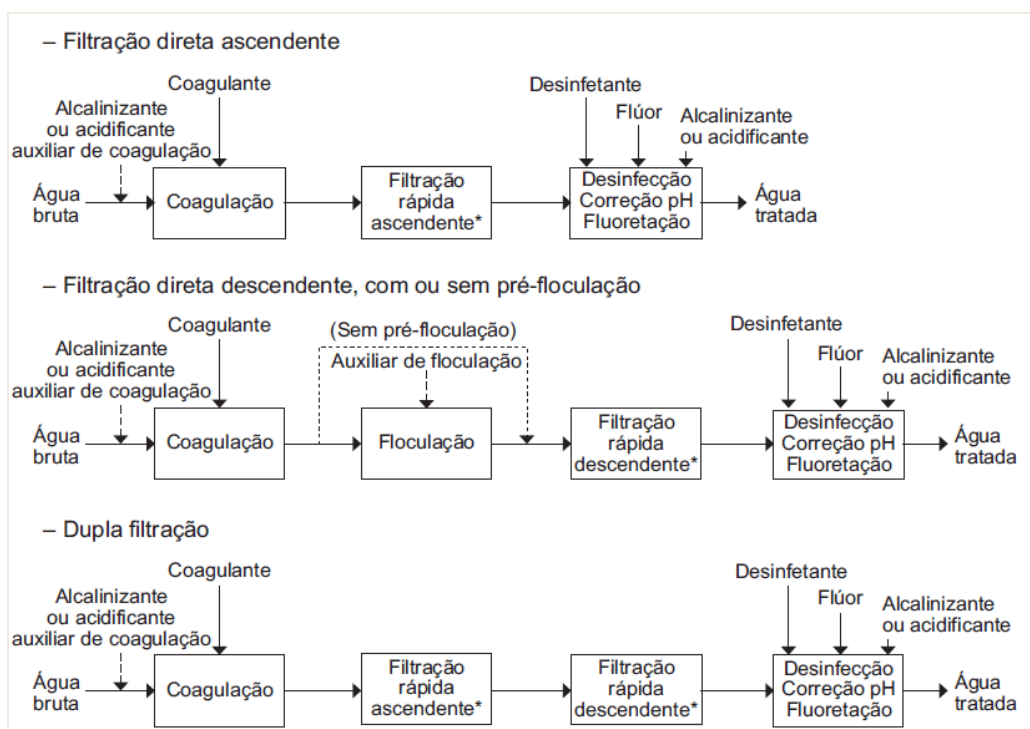 – Filtração direta ascendente
Coagulante
Alcalinizante
ou acidificante
auxiliar de coagulação
Água
bruta
Coagulação
Filtração
rápida
ascendente*
Desinfetante
Flúor
Alcalinizante
ou acidificante
Desinfecção
Correção pH
Fluoretação
Água
tratada
– Filtração direta descendente, com ou sem pré-floculação
Coagulante
Alcalinizante
ou acidificante
auxiliar de coagulação
Água
bruta
Coagulação
(Sem pré-floculação)
Auxiliar de floculação
Floculação
Filtração
rápida
descendente*
Desinfetante
Flúor
Alcalinizante
ou acidificante
Desinfecção
Correção pH
Fluoretação
Água
tratada
– Dupla filtração
Coagulante
Alcalinizante
ou acidificante
auxiliar de coagulação
Água
bruta
Coagulação
Filtração
rápida
ascendente*
Filtração
rápida
descendente*
Desinfetante
Flúor
Alcalinizante
ou acidificante
Desinfecção
Correção pH
Fluoretação
Água
tratada